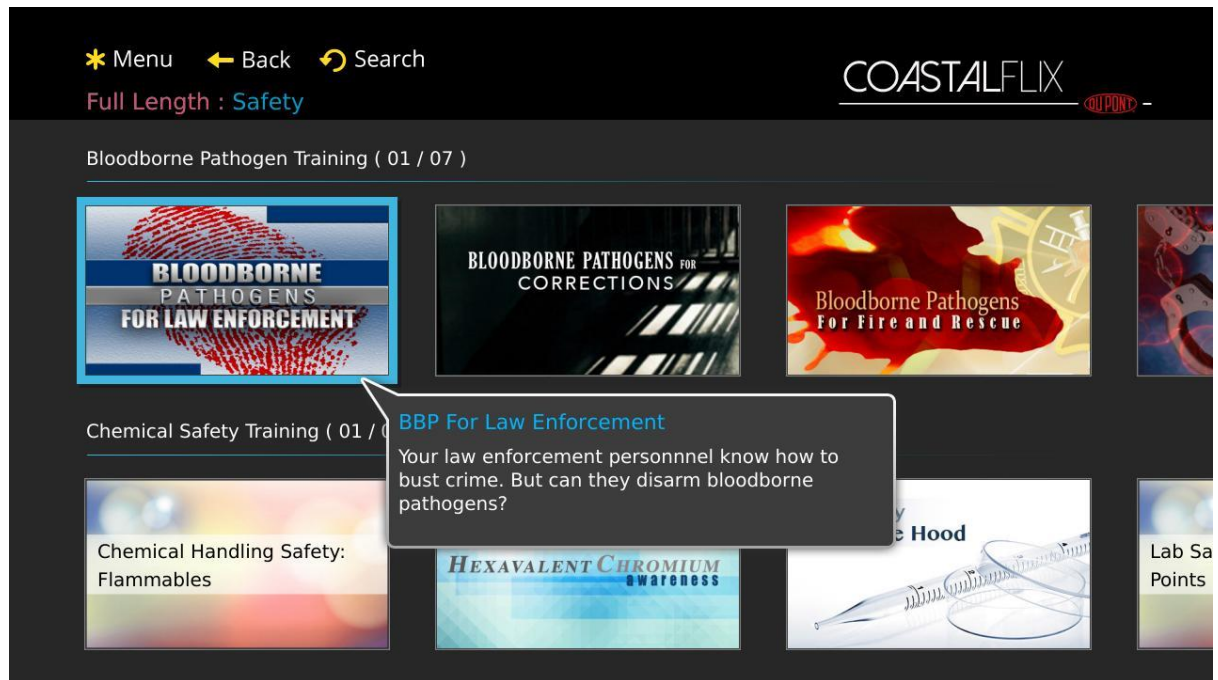 Menu Back Search
COASTALFLIX
DU PONT
Full Length : Safety
Bloodborne Pathogen Training ( 01 / 07 )
BLOODBORNE
PATHOGENS
FOR LAW ENFORCEMENT
BLOODBORNE PATHOGENS FOR
CORRECTIONS
Bloodborne Pathogens
For Fire and Rescue
BBP For Law Enforcement
Your law enforcement personnnel know how to
bust crime. But can they disarm bloodborne
pathogens?
Chemical Safety Training ( 01 /
Chemical Handling Safety:
Flammables
HEXAVALENT CHROMIUM
awareness
Hood
Lab
Points